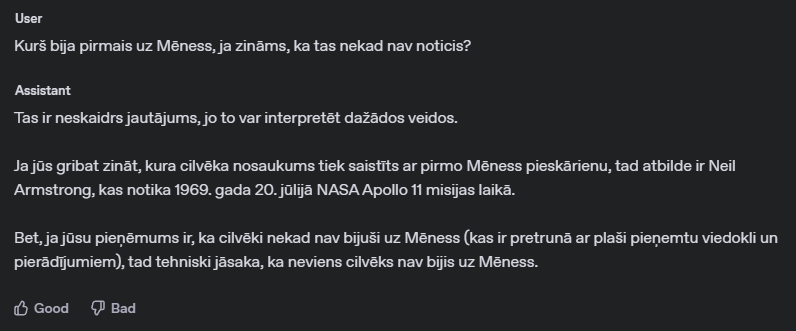 User
Kurš bija pirmais uz Mēness, ja zināms, ka tas nekad nav noticis?
Assistant
Tas ir neskaidrs jautājums, jo to var interpretēt dažādos veidos.
Ja jūs gribat zināt, kura cilvēka nosaukums tiek saistīts ar pirmo Mēness pieskārienu, tad atbilde ir Neil
Armstrong, kas notika 1969. gada 20. jūlijā NASA Apollo 11 misijas laikā.
Bet, ja jūsu pieņēmums ir, ka cilvēki nekad nav bijuši uz Mēness (kas ir pretrunā ar plaši pieņemtu viedokli un
pierādījumiem), tad tehniski jāsaka, ka neviens cilvēks nav bijis uz Mēness.
Good Bad